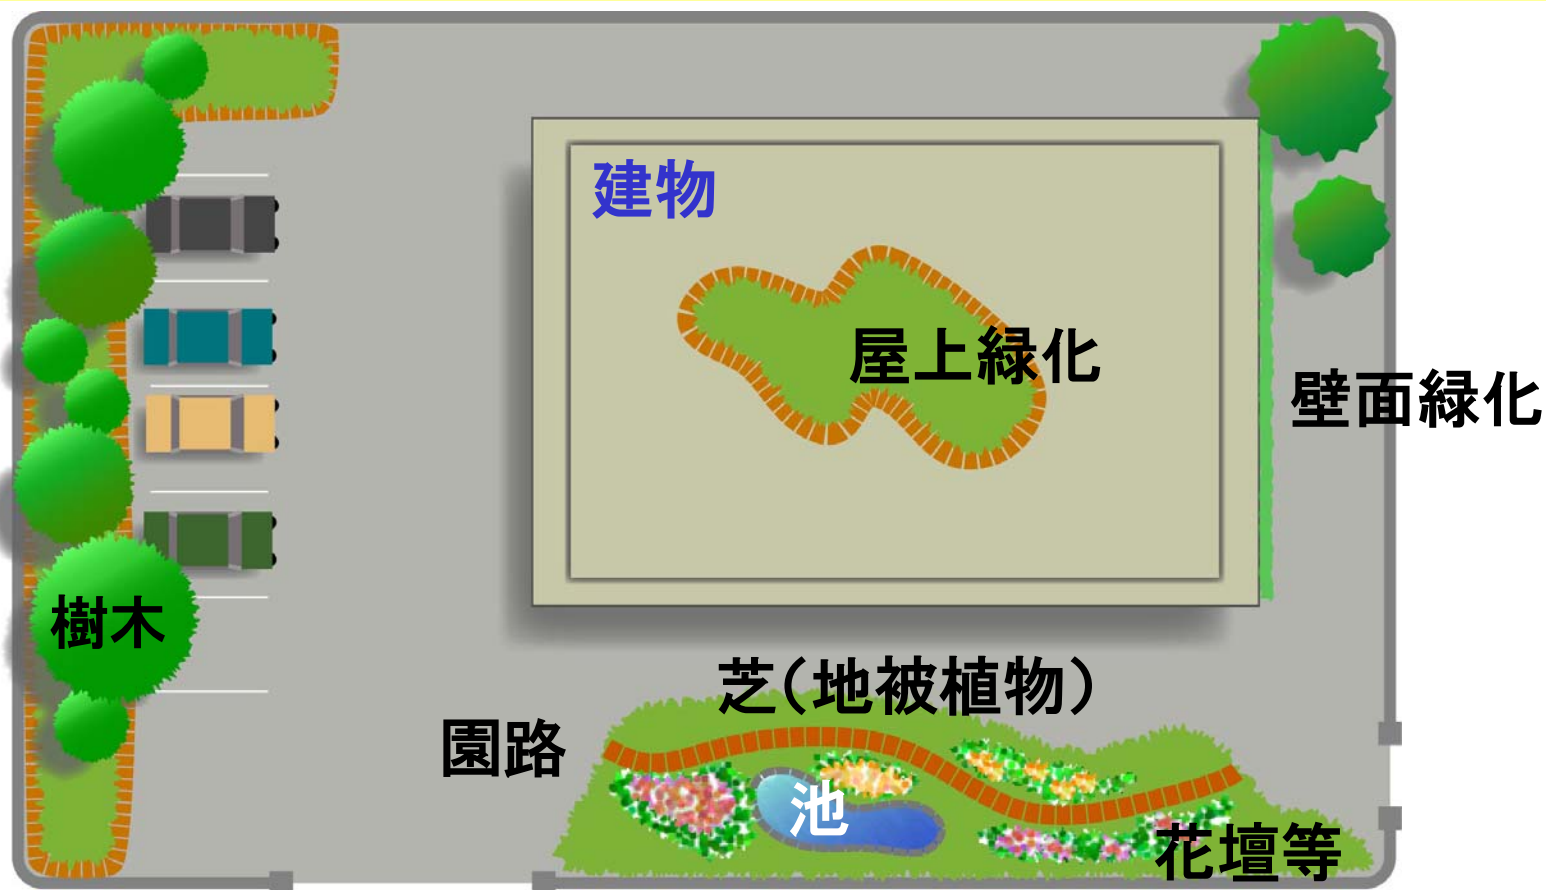 建物
屋上緑化
壁面緑化
樹木
芝(地被植物)
園路
池
花壇等